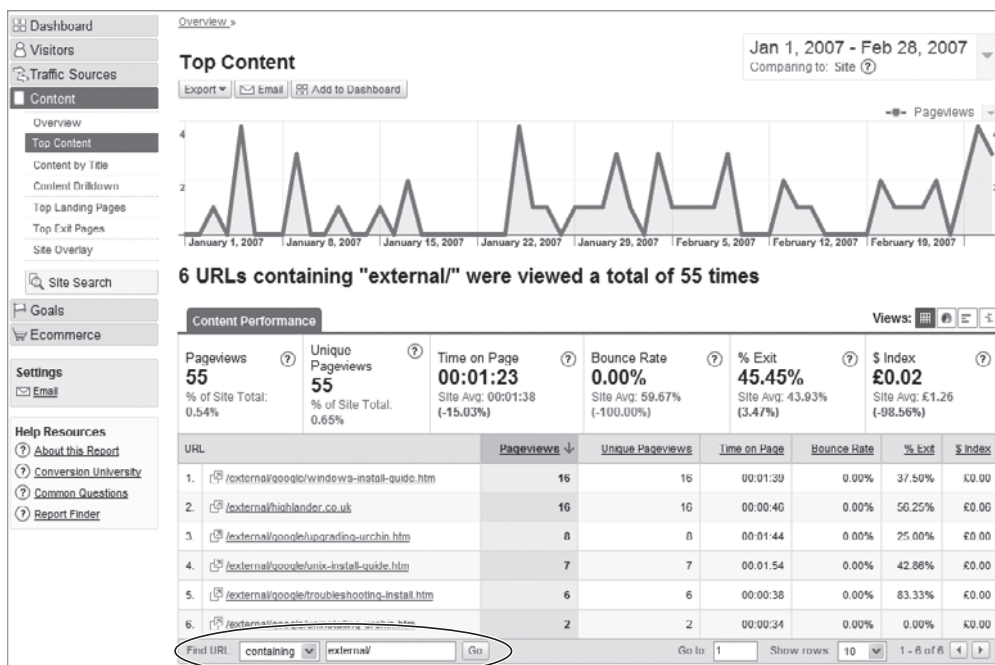 Dashboard
Visitors
Traffic Sources
Content
Overview
Top Content
Content by Title
Content Drilldown
Top Landing Pages
Top Exit Pages
Site Overlay
Site Search
Goals
Ecommerce
Settings
Email
Help Resources
? About this Report
? Conversion University
? Common Questions
? Report Finder
Overview »
Top Content
Jan 1, 2007 - Feb 28, 2007
Comparing to: Site ?
Export Email Add to Dashboard
Pageviews
4 4
2 2
January 1, 2007 January 8, 2007 January 15, 2007 January 22, 2007 January 29, 2007 February 5, 2007 February 12, 2007 February 19, 2007
6 URLs containing "external/" were viewed a total of 55 times
Content Performance
Views:
Pageviews ?
55
% of Site Total:
0.54%
Unique Pageviews ?
55
% of Site Total:
0.65%
Time on Page ?
00:01:23
Site Avg: 00:01:38
(-15.03%)
Bounce Rate ?
0.00%
Site Avg: 59.67%
(-100.00%)
% Exit ?
45.45%
Site Avg: 43.93%
(3.47%)
$ Index ?
£0.02
Site Avg: £1.26
(-98.56%)
URL Pageviews Unique Pageviews Time on Page Bounce Rate % Exit $ Index
1. /external/google/windows-install-guide.htm 16 16 00:01:39 0.00% 37.50% £0.00
2. /external/highlander.co.uk 16 16 00:00:46 0.00% 56.25% £0.06
3. /external/google/upgrading-urchin.htm 8 8 00:01:44 0.00% 25.00% £0.00
4. /external/google/unix-install-guide.htm 7 7 00:01:54 0.00% 42.86% £0.00
5. /external/google/troubleshooting-install.htm 6 6 00:00:38 0.00% 83.33% £0.00
6. 2 2 00:00:34 0.00% 0.00% £0.00
Find URL: containing external/ Go Go to: 1 Show rows: 10 1 - 6 of 6